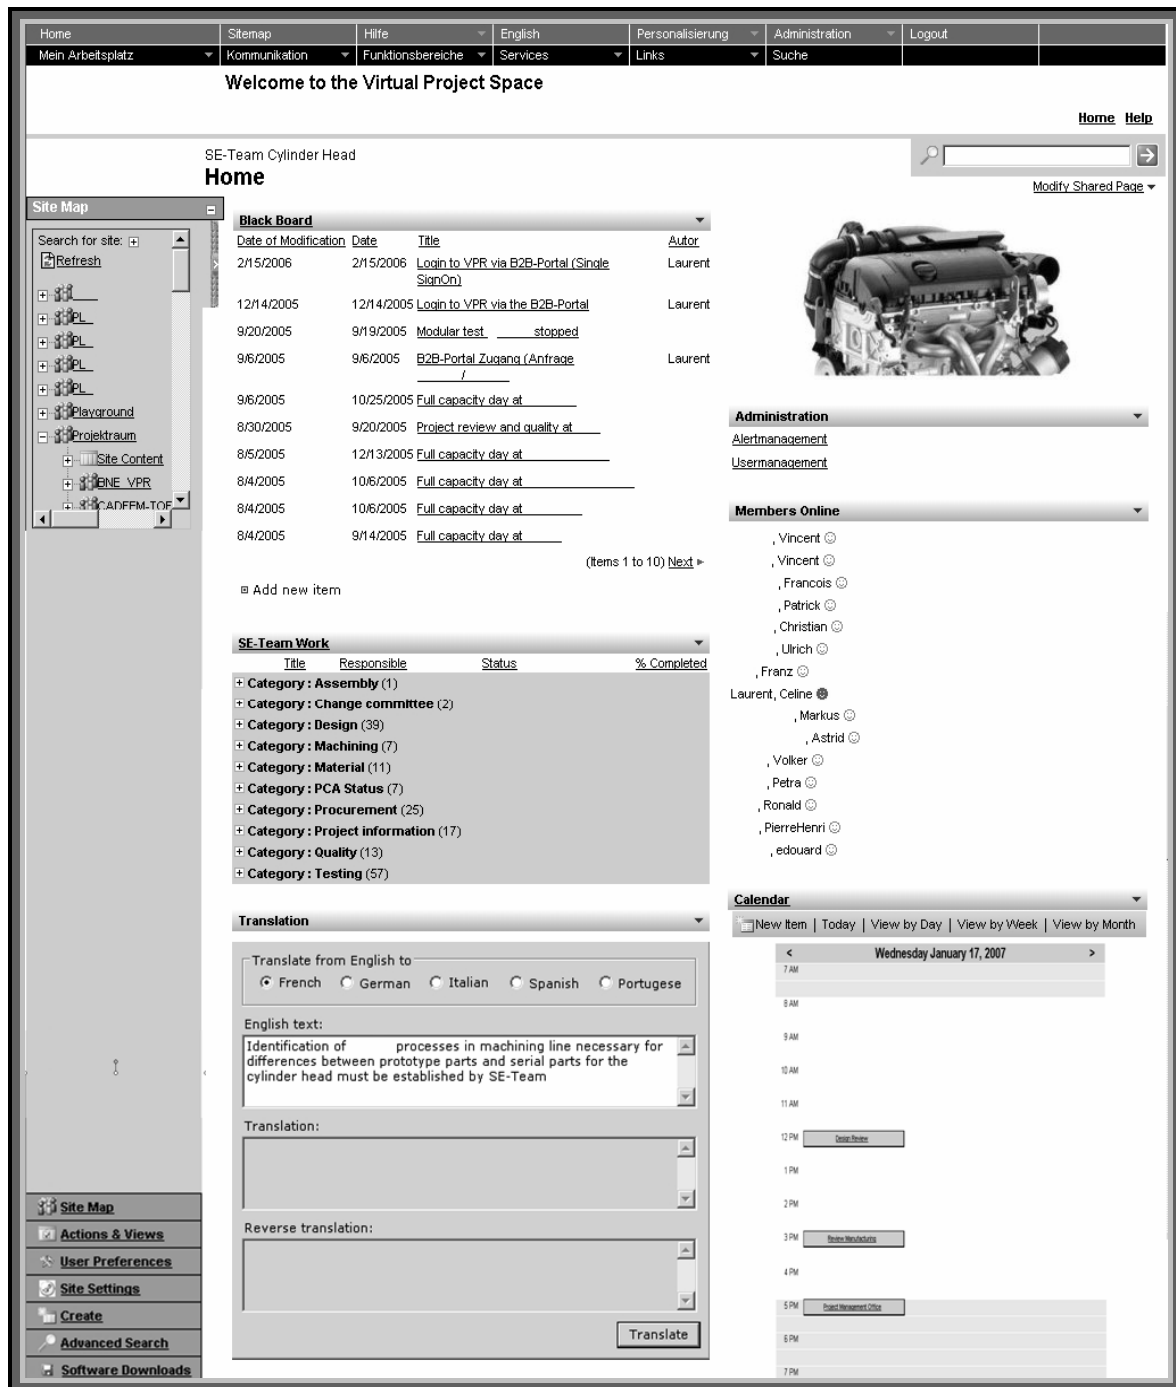 Home Sitemap Hilfe English Personalisierung Administration Logout
Mein Arbeitsplatz Kommunikation Funktionsbereiche Services Links Suche
Welcome to the Virtual Project Space
Home Help
SE-Team Cylinder Head
Home
Modify Shared Page
Site Map
Search for site:
Refresh
PL_
PL_
PL_
PL_
Playground
Projektraum
Site Content
BNE_VPR
CADFEM-TOF
Black Board
Date of Modification Date Title Autor
2/15/2006 2/15/2006 Login to VPR via B2B-Portal (Single Laurent
SignOn)
12/14/2005 12/14/2005 Login to VPR via the B2B-Portal Laurent
9/20/2005 9/19/2005 Modular test stopped
9/6/2005 9/6/2005 B2B-Portal Zugang (Anfrage Laurent
/
9/6/2005 10/25/2005 Full capacity day at
8/30/2005 9/20/2005 Project review and quality at
8/5/2005 12/13/2005 Full capacity day at
8/4/2005 10/6/2005 Full capacity day at
8/4/2005 10/6/2005 Full capacity day at
8/4/2005 9/14/2005 Full capacity day at
(Items 1 to 10) Next
Add new item
SE-Team Work
Title Responsible Status % Completed
Category : Assembly (1)
Category : Change committee (2)
Category : Design (39)
Category : Machining (7)
Category : Material (11)
Category : PCA Status (7)
Category : Procurement (25)
Category : Project information (17)
Category : Quality (13)
Category : Testing (57)
Translation
Translate from English to
French German Italian Spanish Portugese
English text:
Identification of processes in machining line necessary for
differences between prototype parts and serial parts for the
cylinder head must be established by SE-Team
Translation:
Reverse translation:
Translate
Administration
Alertmanagement
Usermanagement
Members Online
, Vincent
, Vincent
, Francois
, Patrick
, Christian
, Ulrich
, Franz
Laurent, Celine
, Markus
, Astrid
, Volker
, Petra
, Ronald
, PierreHenri
, edouard
Calendar
New Item | Today | View by Day | View by Week | View by Month
< Wednesday January 17, 2007 >
7 AM
8 AM
9 AM
10 AM
11 AM
12 PM Design Review
1 PM
2 PM
3 PM Review Manufacturing
4 PM
5 PM Project Management Office
6 PM
7 PM
Site Map
Actions & Views
User Preferences
Site Settings
Create
Advanced Search
Software Downloads